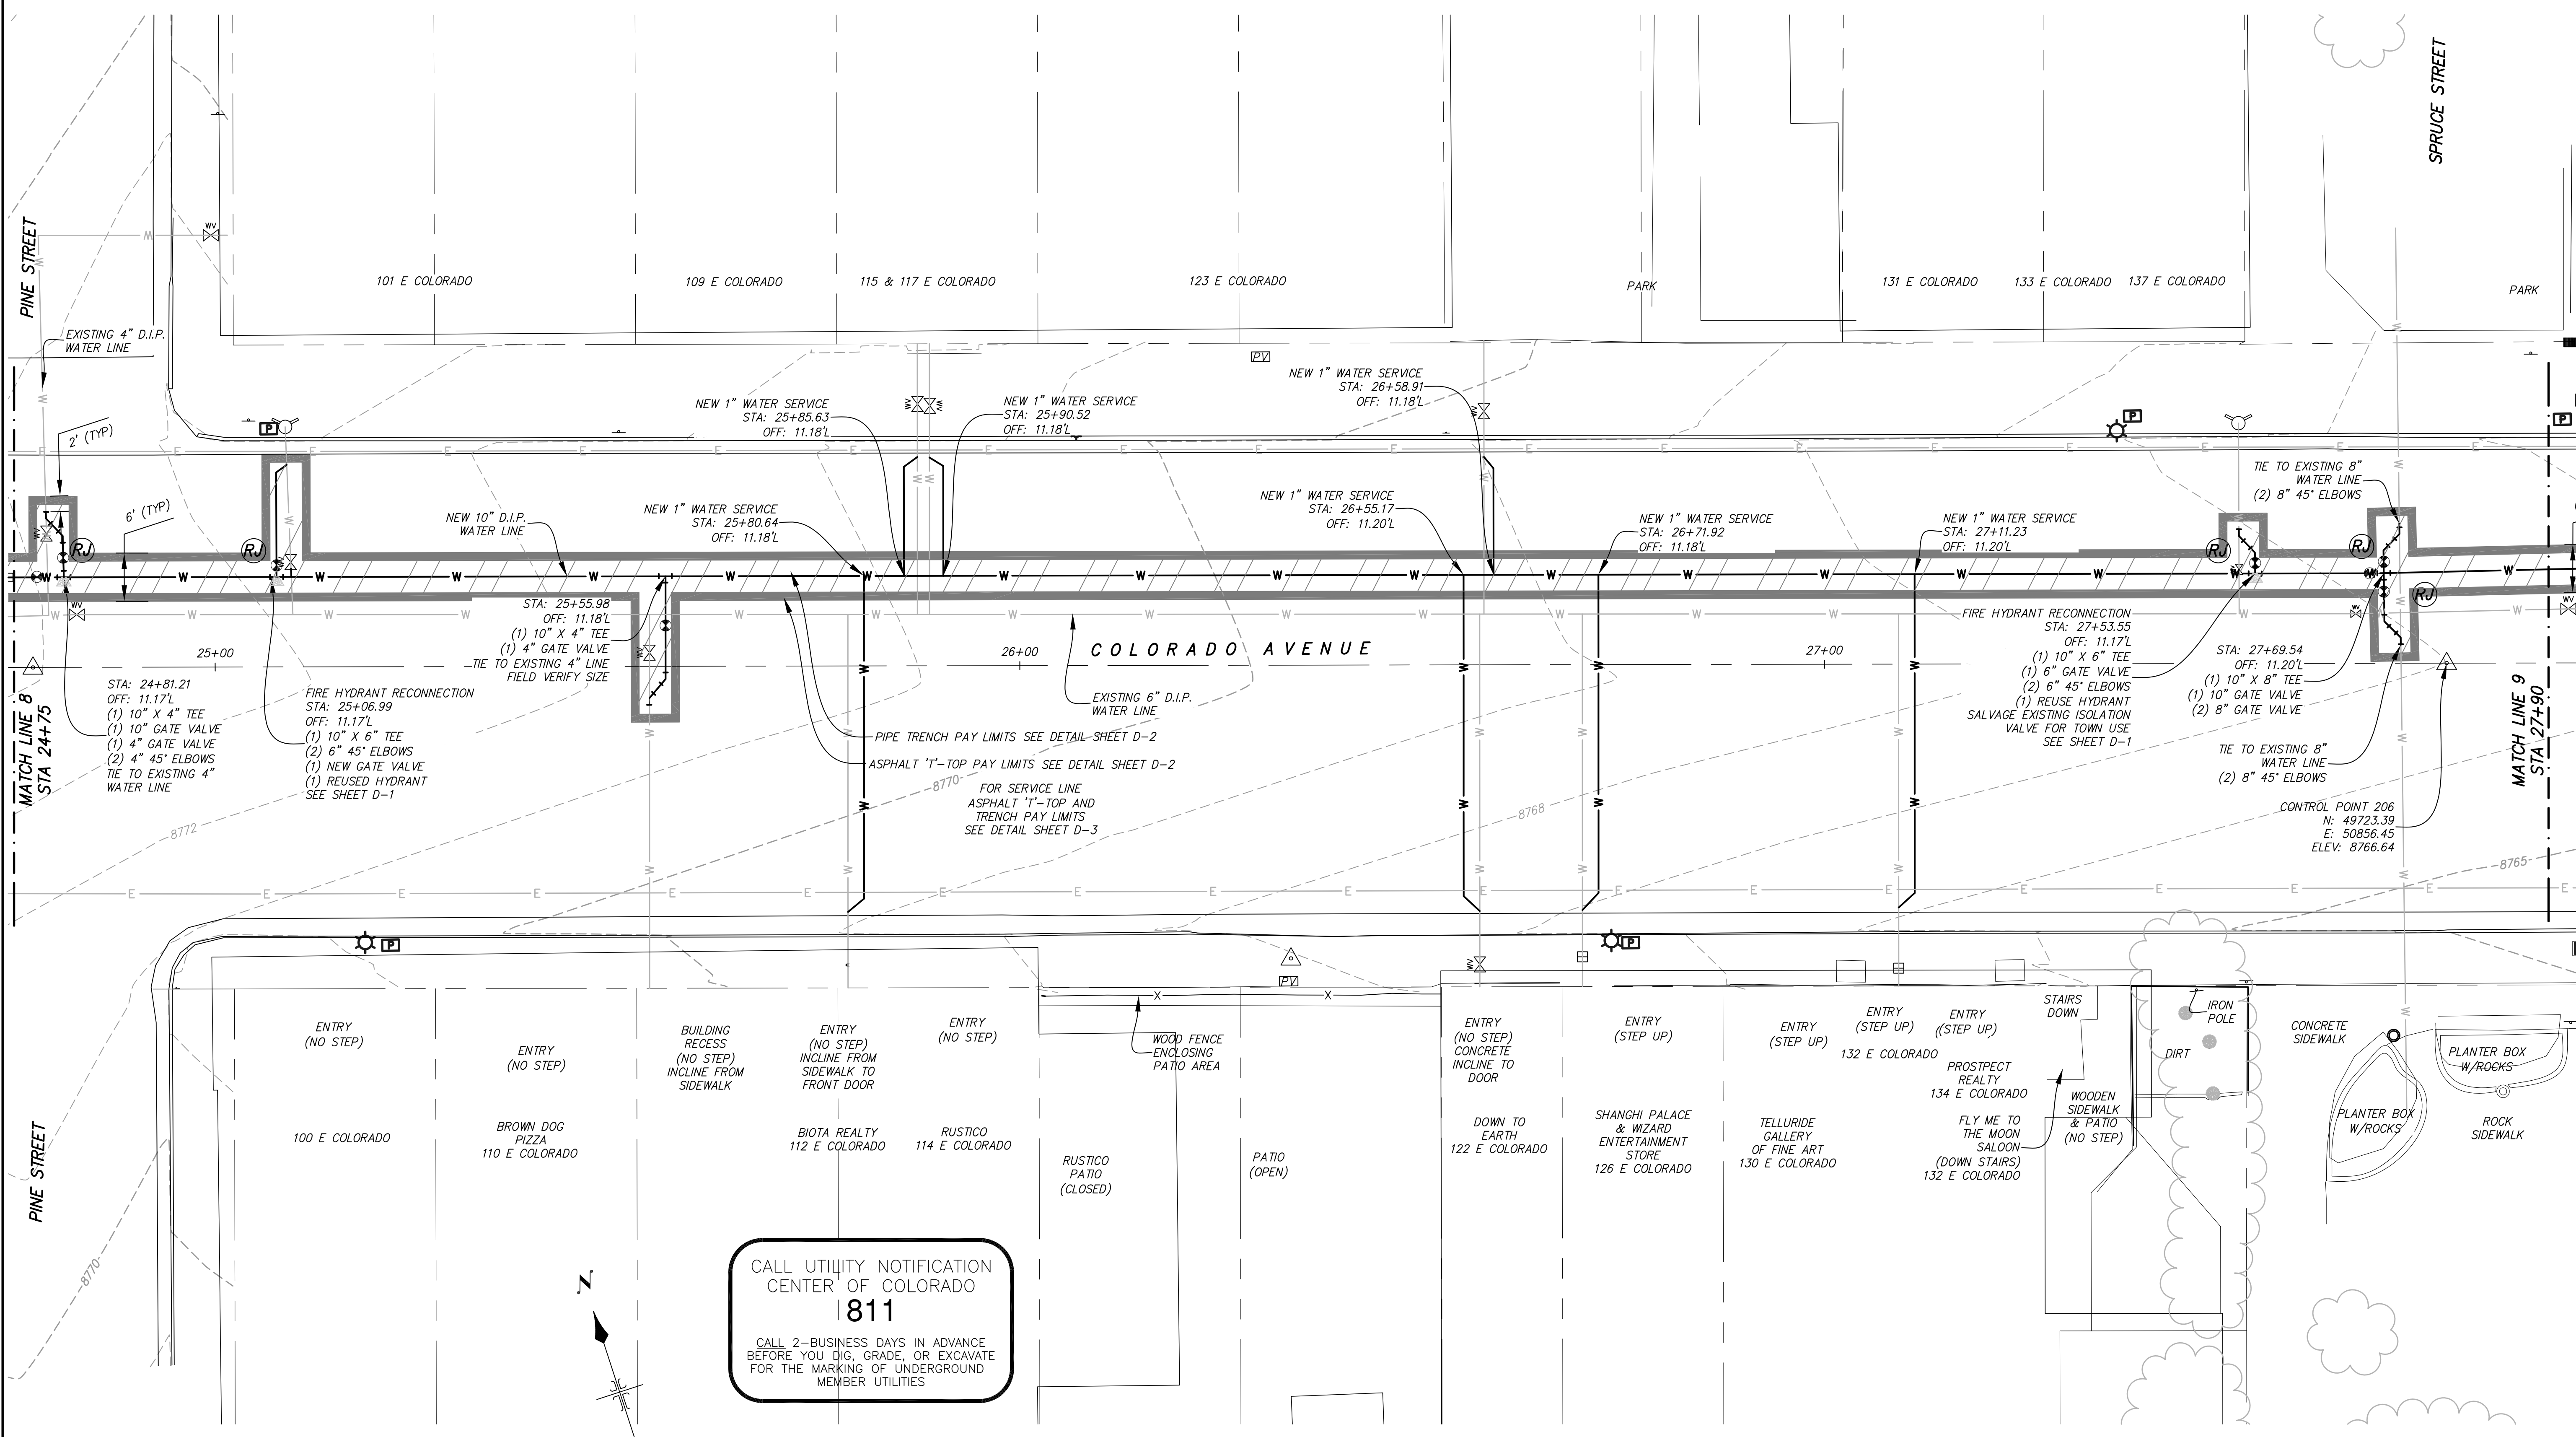 SPRUCE STREET
PINE STREET
WV
101 E COLORADO
109 E COLORADO
115 & 117 E COLORADO
123 E COLORADO
PARK
131 E COLORADO
133 E COLORADO
137 E COLORADO
PARK
EXISTING 4" D.I.P.
WATER LINE
PV
2' (TYP)
6' (TYP)
NEW 1" WATER SERVICE
STA: 25+85.63
OFF: 11.18'L
NEW 1" WATER SERVICE
STA: 25+90.52
OFF: 11.18'L
NEW 1" WATER SERVICE
STA: 26+58.91
OFF: 11.18'L
P
P
P
TIE TO EXISTING 8"
WATER LINE
(2) 8" 45° ELBOWS
NEW 10" D.I.P.
WATER LINE
NEW 1" WATER SERVICE
STA: 25+80.64
OFF: 11.18'L
NEW 1" WATER SERVICE
STA: 26+55.17
OFF: 11.20'L
NEW 1" WATER SERVICE
STA: 26+71.92
OFF: 11.18'L
NEW 1" WATER SERVICE
STA: 27+11.23
OFF: 11.20'L
RJ
RJ
RJ
RJ
RJ
25+00
26+00
27+00
COLORADO AVENUE
MATCH LINE 8
STA 24+75
STA: 24+81.21
OFF: 11.17'L
(1) 10" X 4" TEE
(1) 10" GATE VALVE
(1) 4" GATE VALVE
(2) 4" 45° ELBOWS
TIE TO EXISTING 4"
WATER LINE
FIRE HYDRANT RECONNECTION
STA: 25+06.99
OFF: 11.17'L
(1) 10" X 6" TEE
(2) 6" 45° ELBOWS
(1) NEW GATE VALVE
(1) REUSED HYDRANT
SEE SHEET D-1
STA: 25+55.98
OFF: 11.18'L
(1) 10" X 4" TEE
(1) 4" GATE VALVE
TIE TO EXISTING 4" LINE
FIELD VERIFY SIZE
EXISTING 6" D.I.P.
WATER LINE
PIPE TRENCH PAY LIMITS SEE DETAIL SHEET D-2
ASPHALT 'T'-TOP PAY LIMITS SEE DETAIL SHEET D-2
FOR SERVICE LINE
ASPHALT 'T'-TOP AND
TRENCH PAY LIMITS
SEE DETAIL SHEET D-3
FIRE HYDRANT RECONNECTION
STA: 27+53.55
OFF: 11.17'L
(1) 10" X 6" TEE
(1) 6" GATE VALVE
(2) 6" 45° ELBOWS
(1) REUSE HYDRANT
SALVAGE EXISTING ISOLATION
VALVE FOR TOWN USE
SEE SHEET D-1
STA: 27+69.54
OFF: 11.20'L
(1) 10" X 8" TEE
(1) 10" GATE VALVE
(2) 8" GATE VALVE
TIE TO EXISTING 8"
WATER LINE
(2) 8" 45° ELBOWS
CONTROL POINT 206
N: 49723.39
E: 50856.45
ELEV: 8766.64
MATCH LINE 9
STA 27+90
8772
8770
8768
8765
P
PV
P
ENTRY
(NO STEP)
ENTRY
(NO STEP)
BUILDING
RECESS
(NO STEP)
INCLINE FROM
SIDEWALK
ENTRY
(NO STEP)
INCLINE FROM
SIDEWALK TO
FRONT DOOR
ENTRY
(NO STEP)
WOOD FENCE
ENCLOSING
PATIO AREA
ENTRY
(NO STEP)
CONCRETE
INCLINE TO
DOOR
ENTRY
(STEP UP)
ENTRY
(STEP UP)
ENTRY
(STEP UP)
132 E COLORADO
ENTRY
(STEP UP)
STAIRS
DOWN
IRON
POLE
DIRT
CONCRETE
SIDEWALK
PLANTER BOX
W/ROCKS
PROSTPECT
REALTY
134 E COLORADO
WOODEN
SIDEWALK
& PATIO
(NO STEP)
PLANTER BOX
W/ROCKS
ROCK
SIDEWALK
PINE STREET
8770
100 E COLORADO
BROWN DOG
PIZZA
110 E COLORADO
BIOTA REALTY
112 E COLORADO
RUSTICO
114 E COLORADO
RUSTICO
PATIO
(CLOSED)
PATIO
(OPEN)
DOWN TO
EARTH
122 E COLORADO
SHANGHI PALACE
& WIZARD
ENTERTAINMENT
STORE
126 E COLORADO
TELLURIDE
GALLERY
OF FINE ART
130 E COLORADO
FLY ME TO
THE MOON
SALOON
(DOWN STAIRS)
132 E COLORADO
N
CALL UTILITY NOTIFICATION
CENTER OF COLORADO
811
CALL 2-BUSINESS DAYS IN ADVANCE
BEFORE YOU DIG, GRADE, OR EXCAVATE
FOR THE MARKING OF UNDERGROUND
MEMBER UTILITIES